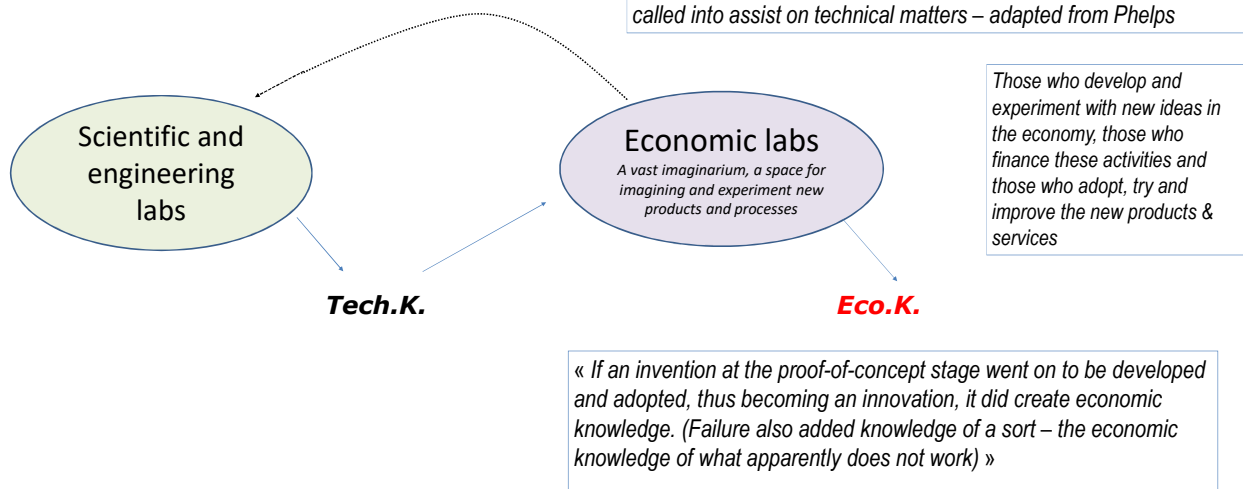 called into assist on technical matters – adapted from Phelps
Those who develop and
experiment with new ideas in
the economy, those who
finance these activities and
those who adopt, try and
improve the new products &
services
Scientific and
engineering
labs
Economic labs
A vast imaginarium, a space for
imagining and experiment new
products and processes
Tech.K.
Eco.K.
« If an invention at the proof-of-concept stage went on to be developed
and adopted, thus becoming an innovation, it did create economic
knowledge. (Failure also added knowledge of a sort – the economic
knowledge of what apparently does not work) »